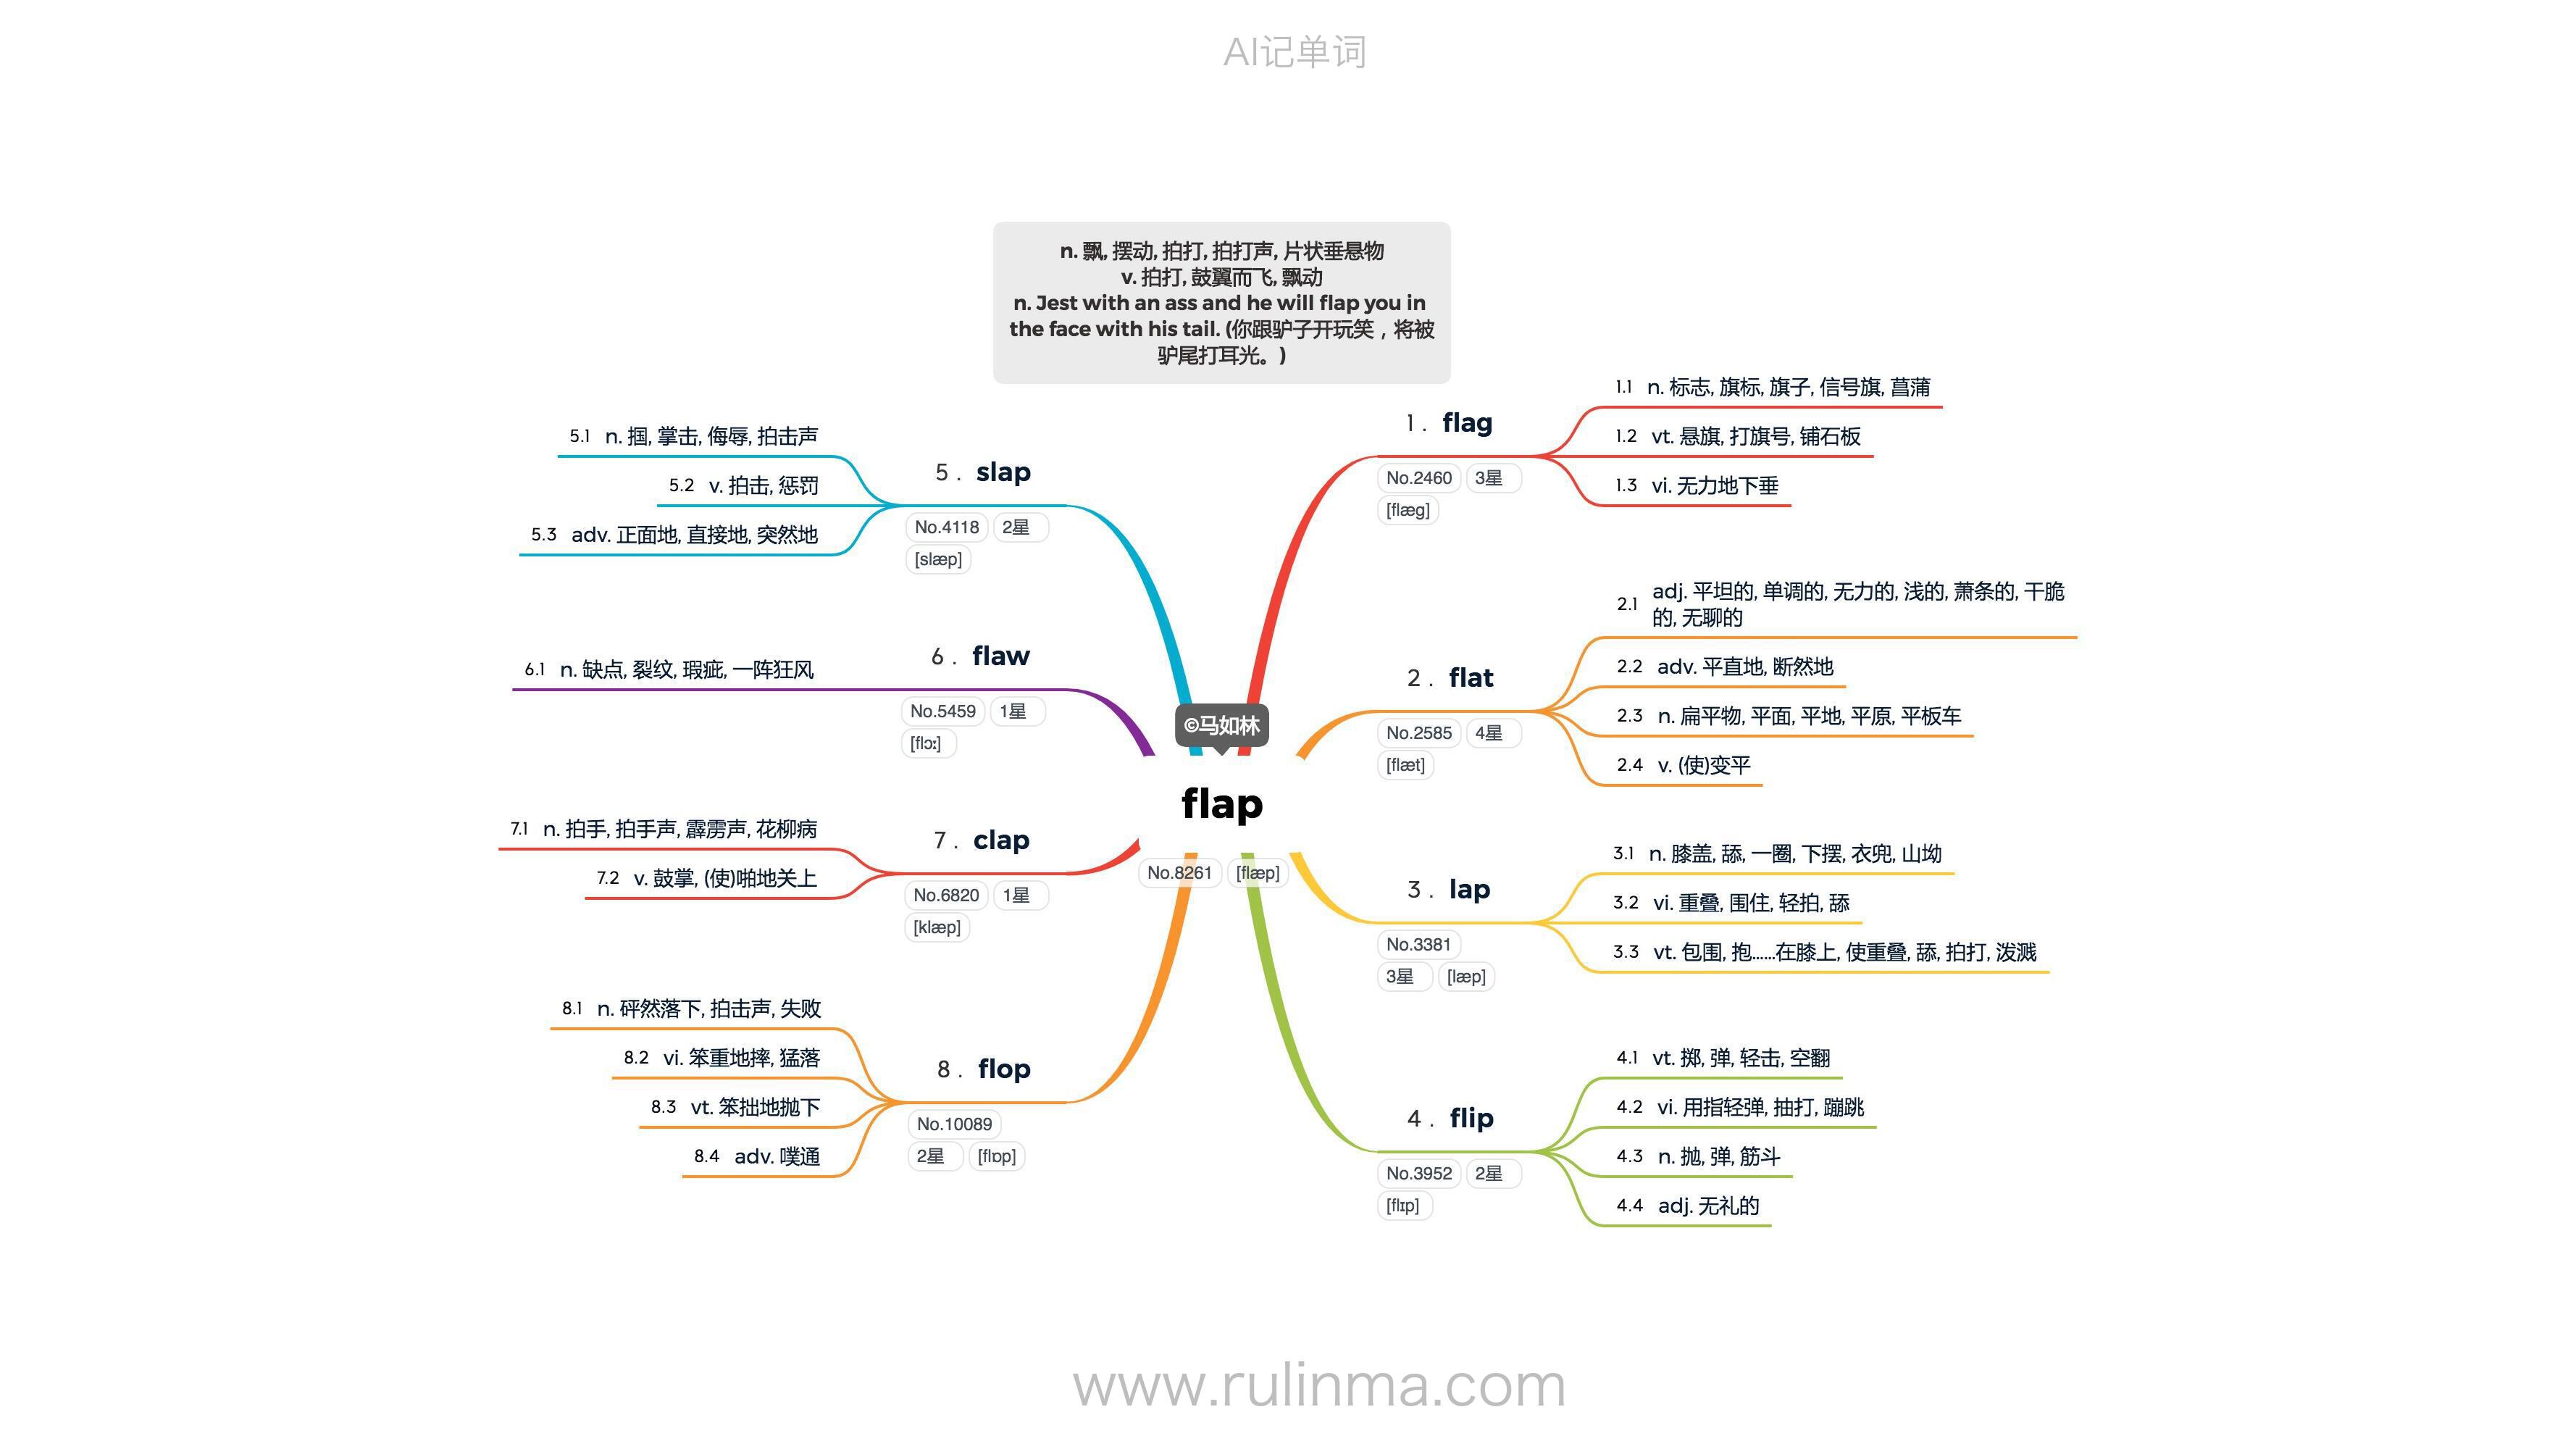 AI记单词
n. 飘, 摆动, 拍打, 拍打声, 片状垂悬物
v. 拍打, 鼓翼而飞, 飘动
n. Jest with an ass and he will flap you in
the face with his tail. (你跟驴子开玩笑，将被
驴尾打耳光。)
©马如林
flap
No.8261 [flæp]
1. flag
No.2460 3星
[flæg]
1.1 n. 标志, 旗标, 旗子, 信号旗, 菖蒲
1.2 vt. 悬旗, 打旗号, 铺石板
1.3 vi. 无力地下垂
2. flat
No.2585 4星
[flæt]
2.1 adj. 平坦的, 单调的, 无力的, 浅的, 萧条的, 干脆
的, 无聊的
2.2 adv. 平直地, 断然地
2.3 n. 扁平物, 平面, 平地, 平原, 平板车
2.4 v. (使)变平
3. lap
No.3381
3星 [læp]
3.1 n. 膝盖, 舔, 一圈, 下摆, 衣兜, 山坳
3.2 vi. 重叠, 围住, 轻拍, 舔
3.3 vt. 包围, 抱……在膝上, 使重叠, 舔, 拍打, 泼溅
4. flip
No.3952 2星
[flɪp]
4.1 vt. 掷, 弹, 轻击, 空翻
4.2 vi. 用指轻弹, 抽打, 蹦跳
4.3 n. 抛, 弹, 筋斗
4.4 adj. 无礼的
5. slap
No.4118 2星
[slæp]
5.1 n. 掴, 掌击, 侮辱, 拍击声
5.2 v. 拍击, 惩罚
5.3 adv. 正面地, 直接地, 突然地
6. flaw
No.5459 1星
[flɔː]
6.1 n. 缺点, 裂纹, 瑕疵, 一阵狂风
7. clap
No.6820 1星
[klæp]
7.1 n. 拍手, 拍手声, 霹雳声, 花柳病
7.2 v. 鼓掌, (使)啪地关上
8. flop
No.10089
2星 [flɒp]
8.1 n. 砰然落下, 拍击声, 失败
8.2 vi. 笨重地摔, 猛落
8.3 vt. 笨拙地抛下
8.4 adv. 噗通
www.rulinma.com